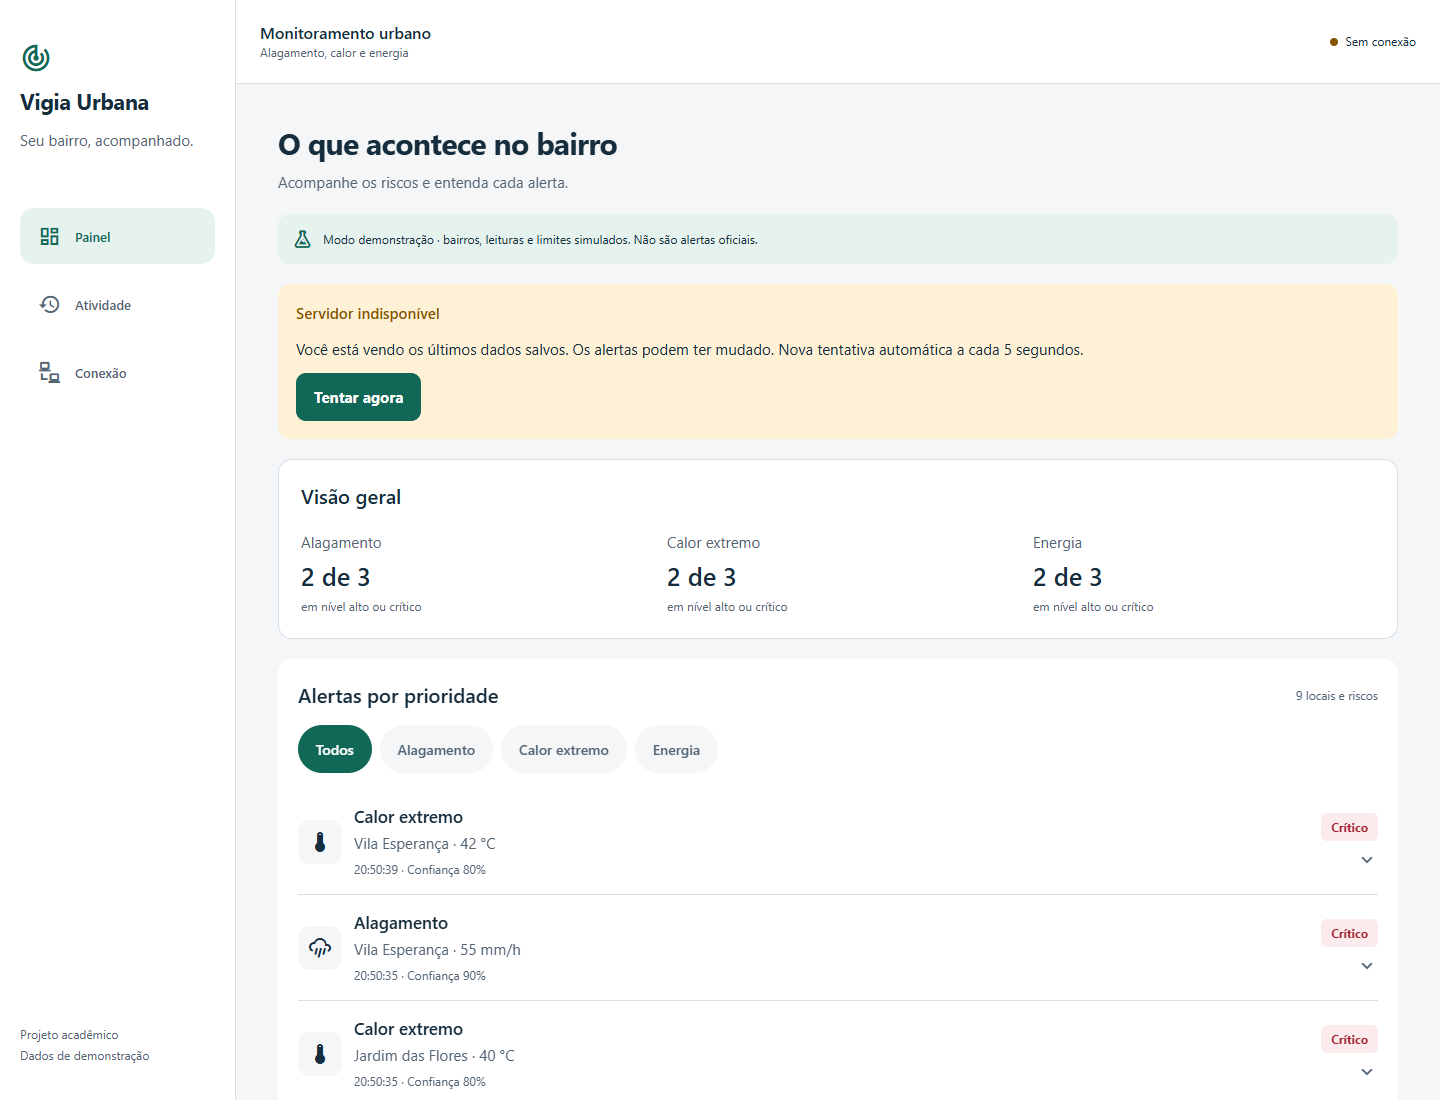 Vigia Urbana
Seu bairro, acompanhado.
Painel
Atividade
Conexão
Projeto acadêmico
Dados de demonstração
Monitoramento urbano
Alagamento, calor e energia
Sem conexão
O que acontece no bairro
Acompanhe os riscos e entenda cada alerta.
Modo demonstração · bairros, leituras e limites simulados. Não são alertas oficiais.
Servidor indisponível
Você está vendo os últimos dados salvos. Os alertas podem ter mudado. Nova tentativa automática a cada 5 segundos.
Tentar agora
Visão geral
Alagamento
2 de 3
em nível alto ou crítico
Calor extremo
2 de 3
em nível alto ou crítico
Energia
2 de 3
em nível alto ou crítico
Alertas por prioridade
9 locais e riscos
Todos
Alagamento
Calor extremo
Energia
Calor extremo
Vila Esperança · 42 °C
20:50:39 · Confiança 80%
Crítico
Alagamento
Vila Esperança · 55 mm/h
20:50:35 · Confiança 90%
Crítico
Calor extremo
Jardim das Flores · 40 °C
20:50:35 · Confiança 80%
Crítico